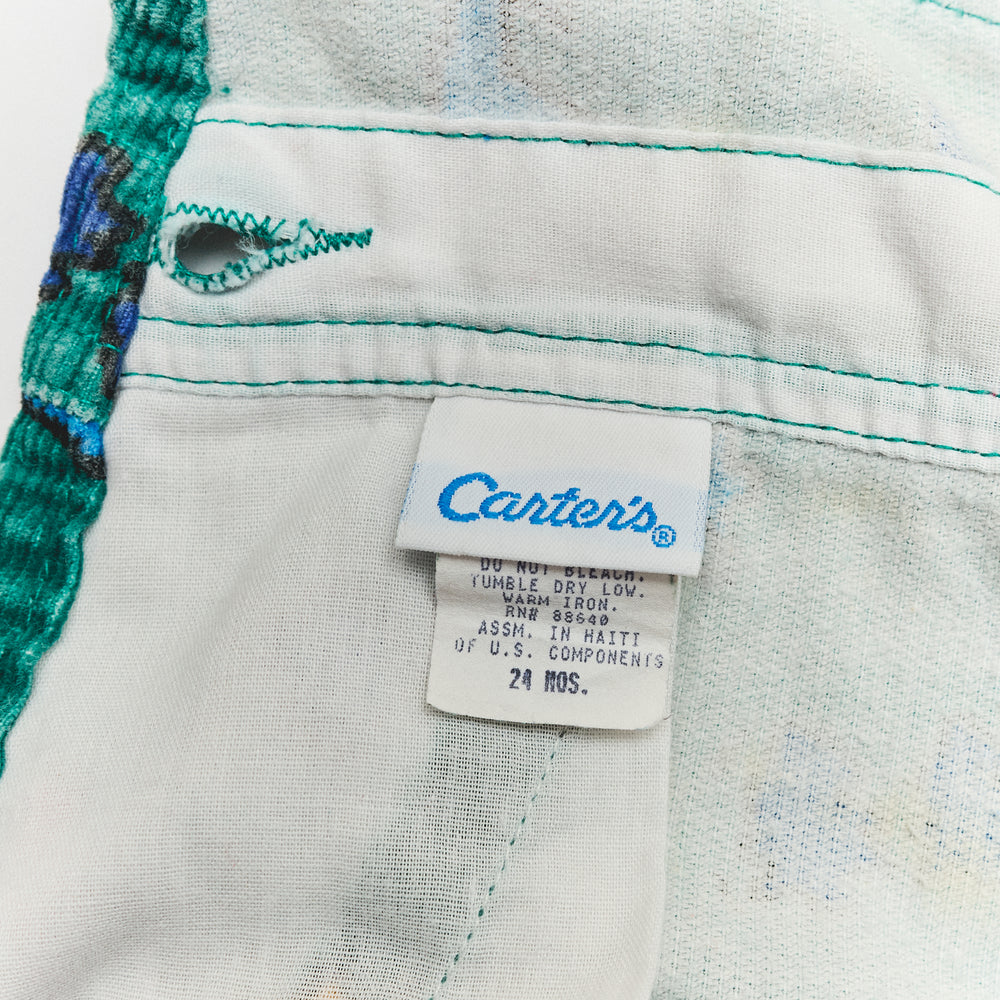 Carter's®
DO NOT BLEACH.
TUMBLE DRY LOW.
WARM IRON.
RN# 88640
ASSM. IN HAITI
OF U.S. COMPONENTS
24 MOS.